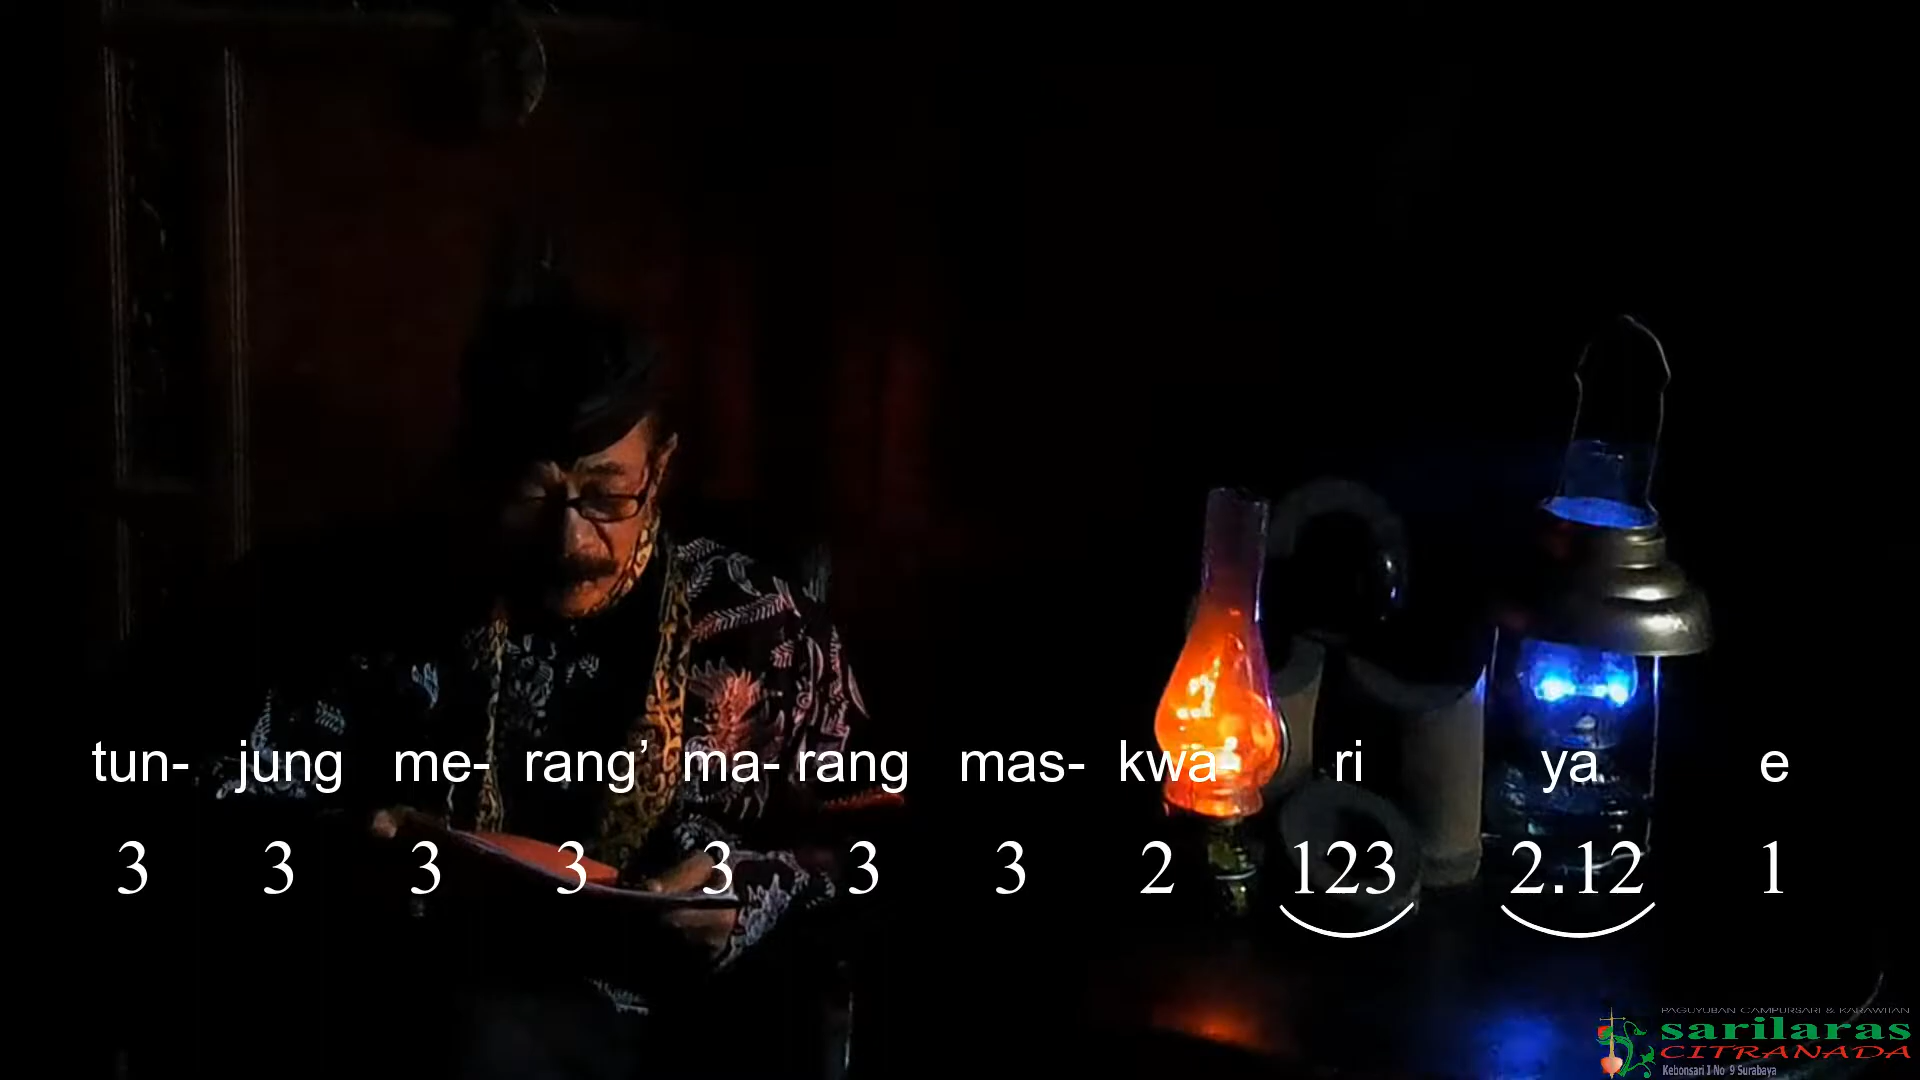 tun- jung me- rang’ ma- rang mas- kwa- ri ya e
3 3 3 3 3 3 3 2 123 2.12 1
PAGUYUBAN CAMPURSARI & KARAWITAN
sarilaras
CITRANADA
Kebonsari I No 9 Surabaya